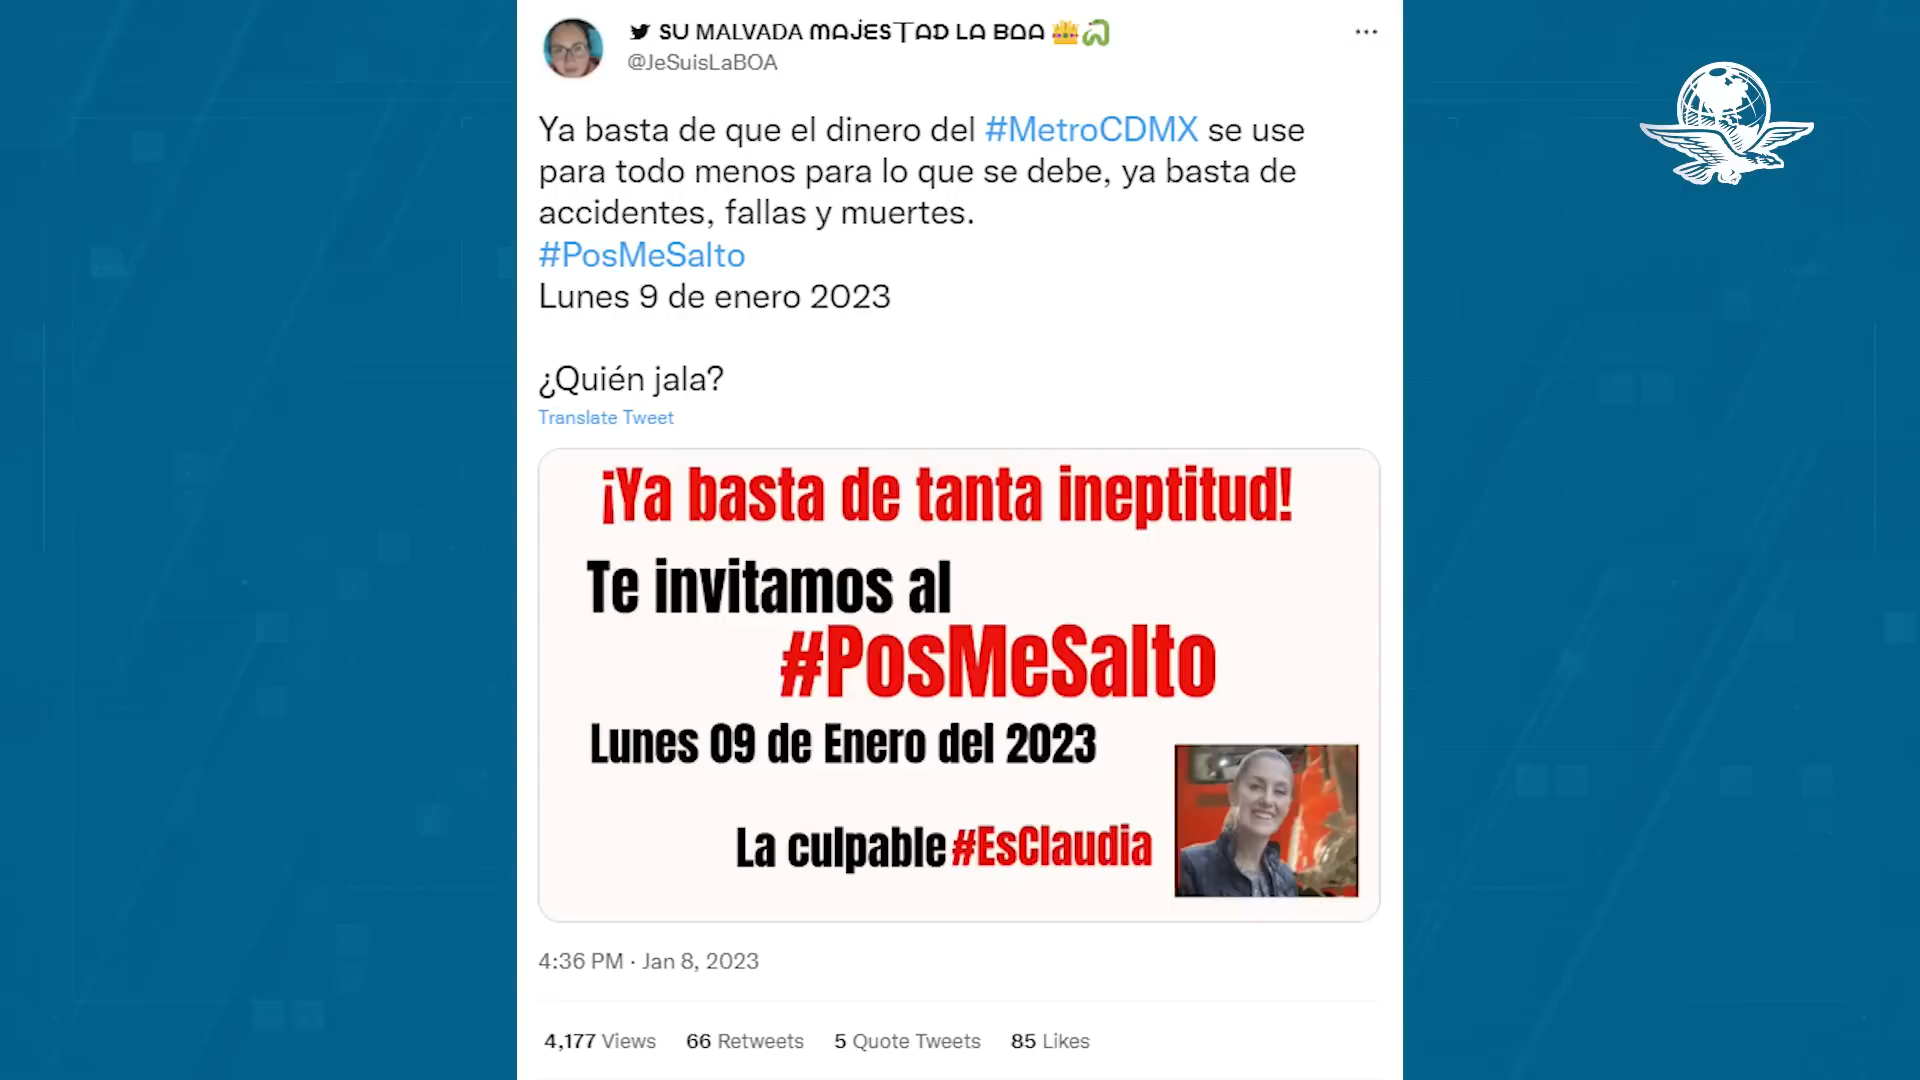 SU MALVADA MAJESTAD LA BOA 👑🐍
@JeSuisLaBOA
Ya basta de que el dinero del #MetroCDMX se use
para todo menos para lo que se debe, ya basta de
accidentes, fallas y muertes.
#PosMeSalto
Lunes 9 de enero 2023
¿Quién jala?
Translate Tweet
¡Ya basta de tanta ineptitud!
Te invitamos al
#PosMeSalto
Lunes 09 de Enero del 2023
La culpable #EsClaudia
4:36 PM · Jan 8, 2023
4,177 Views 66 Retweets 5 Quote Tweets 85 Likes